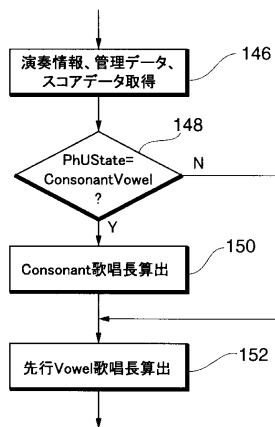 演奏情報、管理データ、
スコアデータ取得
146
148
PhUState=
ConsonantVowel
?
N
Y
Consonant歌唱長算出
150
先行Vowel歌唱長算出
152